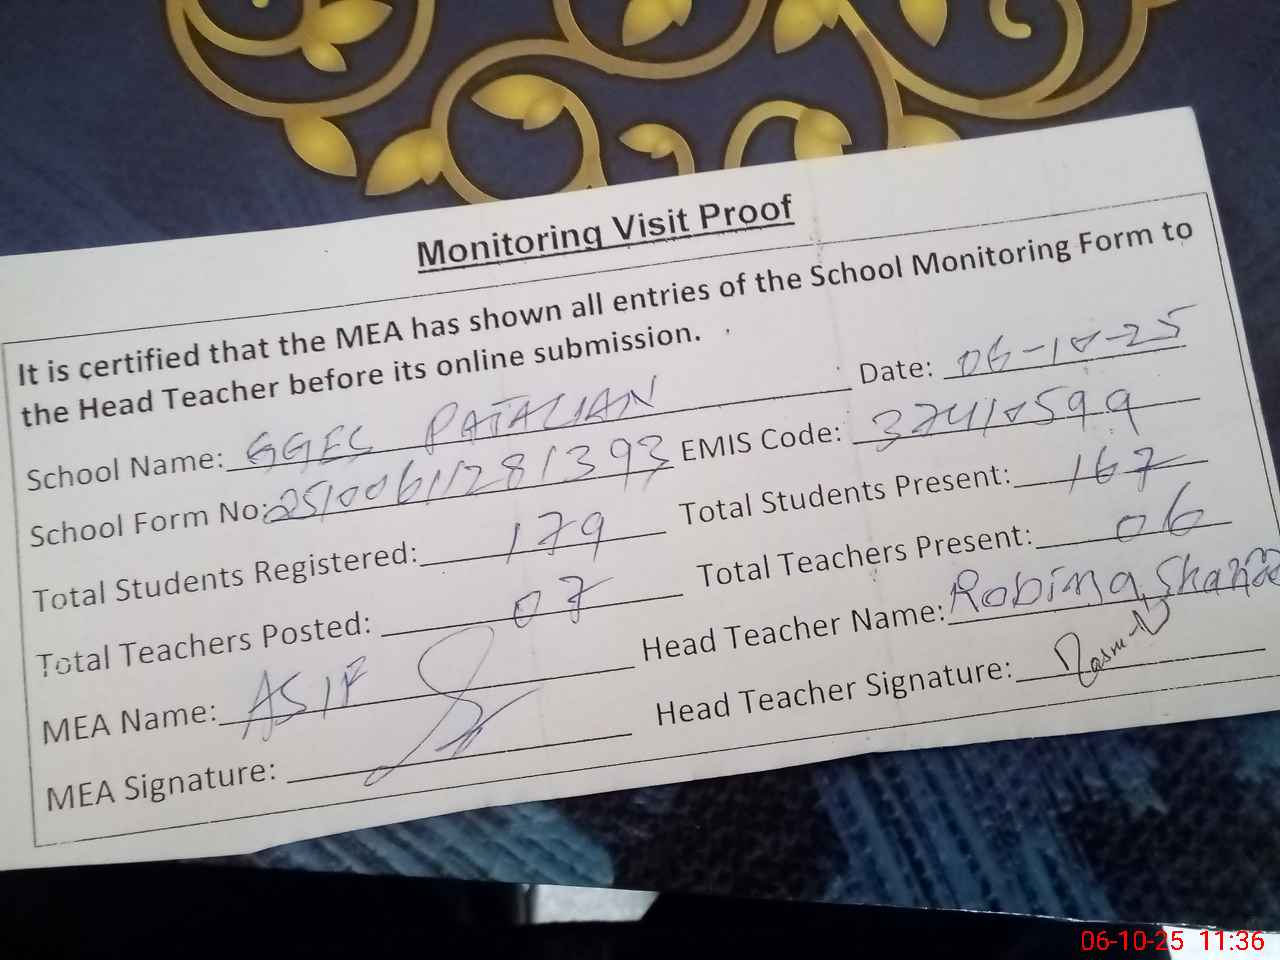 Monitoring Visit Proof
It is certified that the MEA has shown all entries of the School Monitoring Form to
the Head Teacher before its online submission.
School Name: GGES PATALIAN Date: 06-10-25
School Form No: 25100611281393 EMIS Code: 37410599
Total Students Registered: 179 Total Students Present: 167
Total Teachers Posted: 07 Total Teachers Present: 06
MEA Name: ASIF Head Teacher Name: Robina
MEA Signature: Head Teacher Signature:
06-10-25 11:36